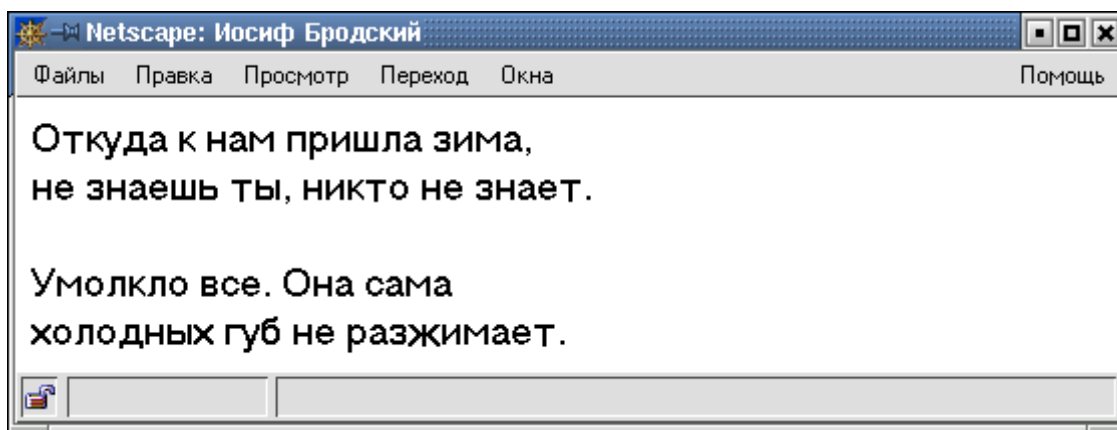 Netscape: Иосиф Бродский
Файлы Правка Просмотр Переход Окна Помощь
Откуда к нам пришла зима,
не знаешь ты, никто не знает.
Умолкло все. Она сама
холодных губ не разжимает.